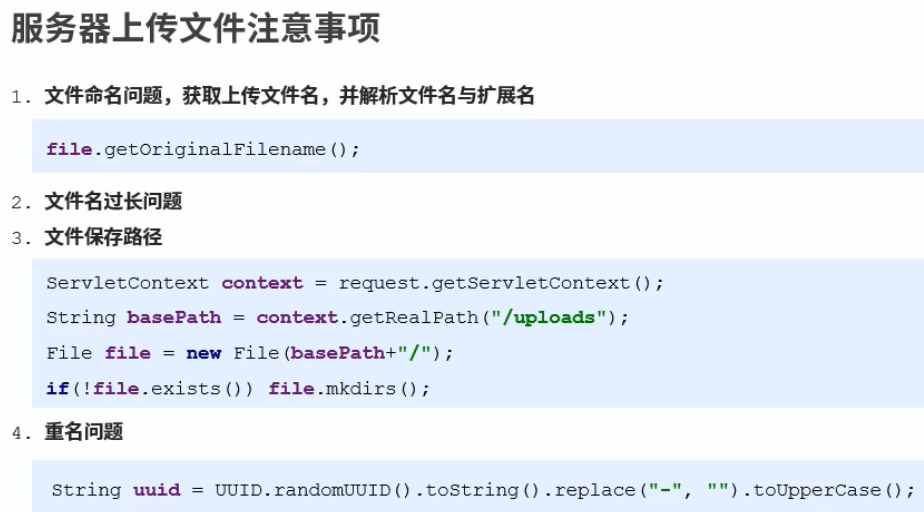 服务器上传文件注意事项
1. 文件命名问题，获取上传文件名，并解析文件名与扩展名
file.getOriginalFilename();
2. 文件名过长问题
3. 文件保存路径
ServletContext context = request.getServletContext();
String basePath = context.getRealPath("/uploads");
File file = new File(basePath+"/");
if(!file.exists()) file.mkdirs();
4. 重名问题
String uuid = UUID.randomUUID().toString().replace("-", "").toUpperCase();